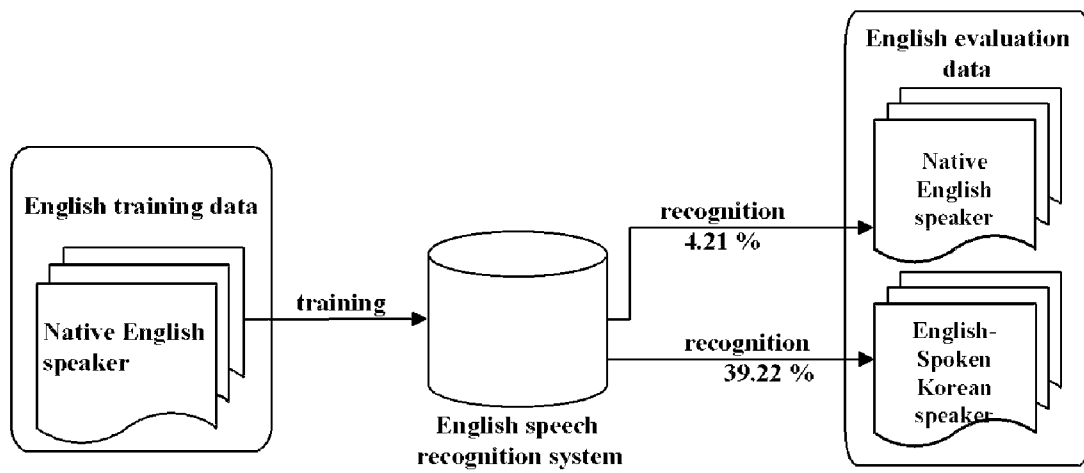 English training data
Native English
speaker
training
English speech
recognition system
recognition
4.21 %
recognition
39.22 %
English evaluation
data
Native
English
speaker
English-
Spoken
Korean
speaker